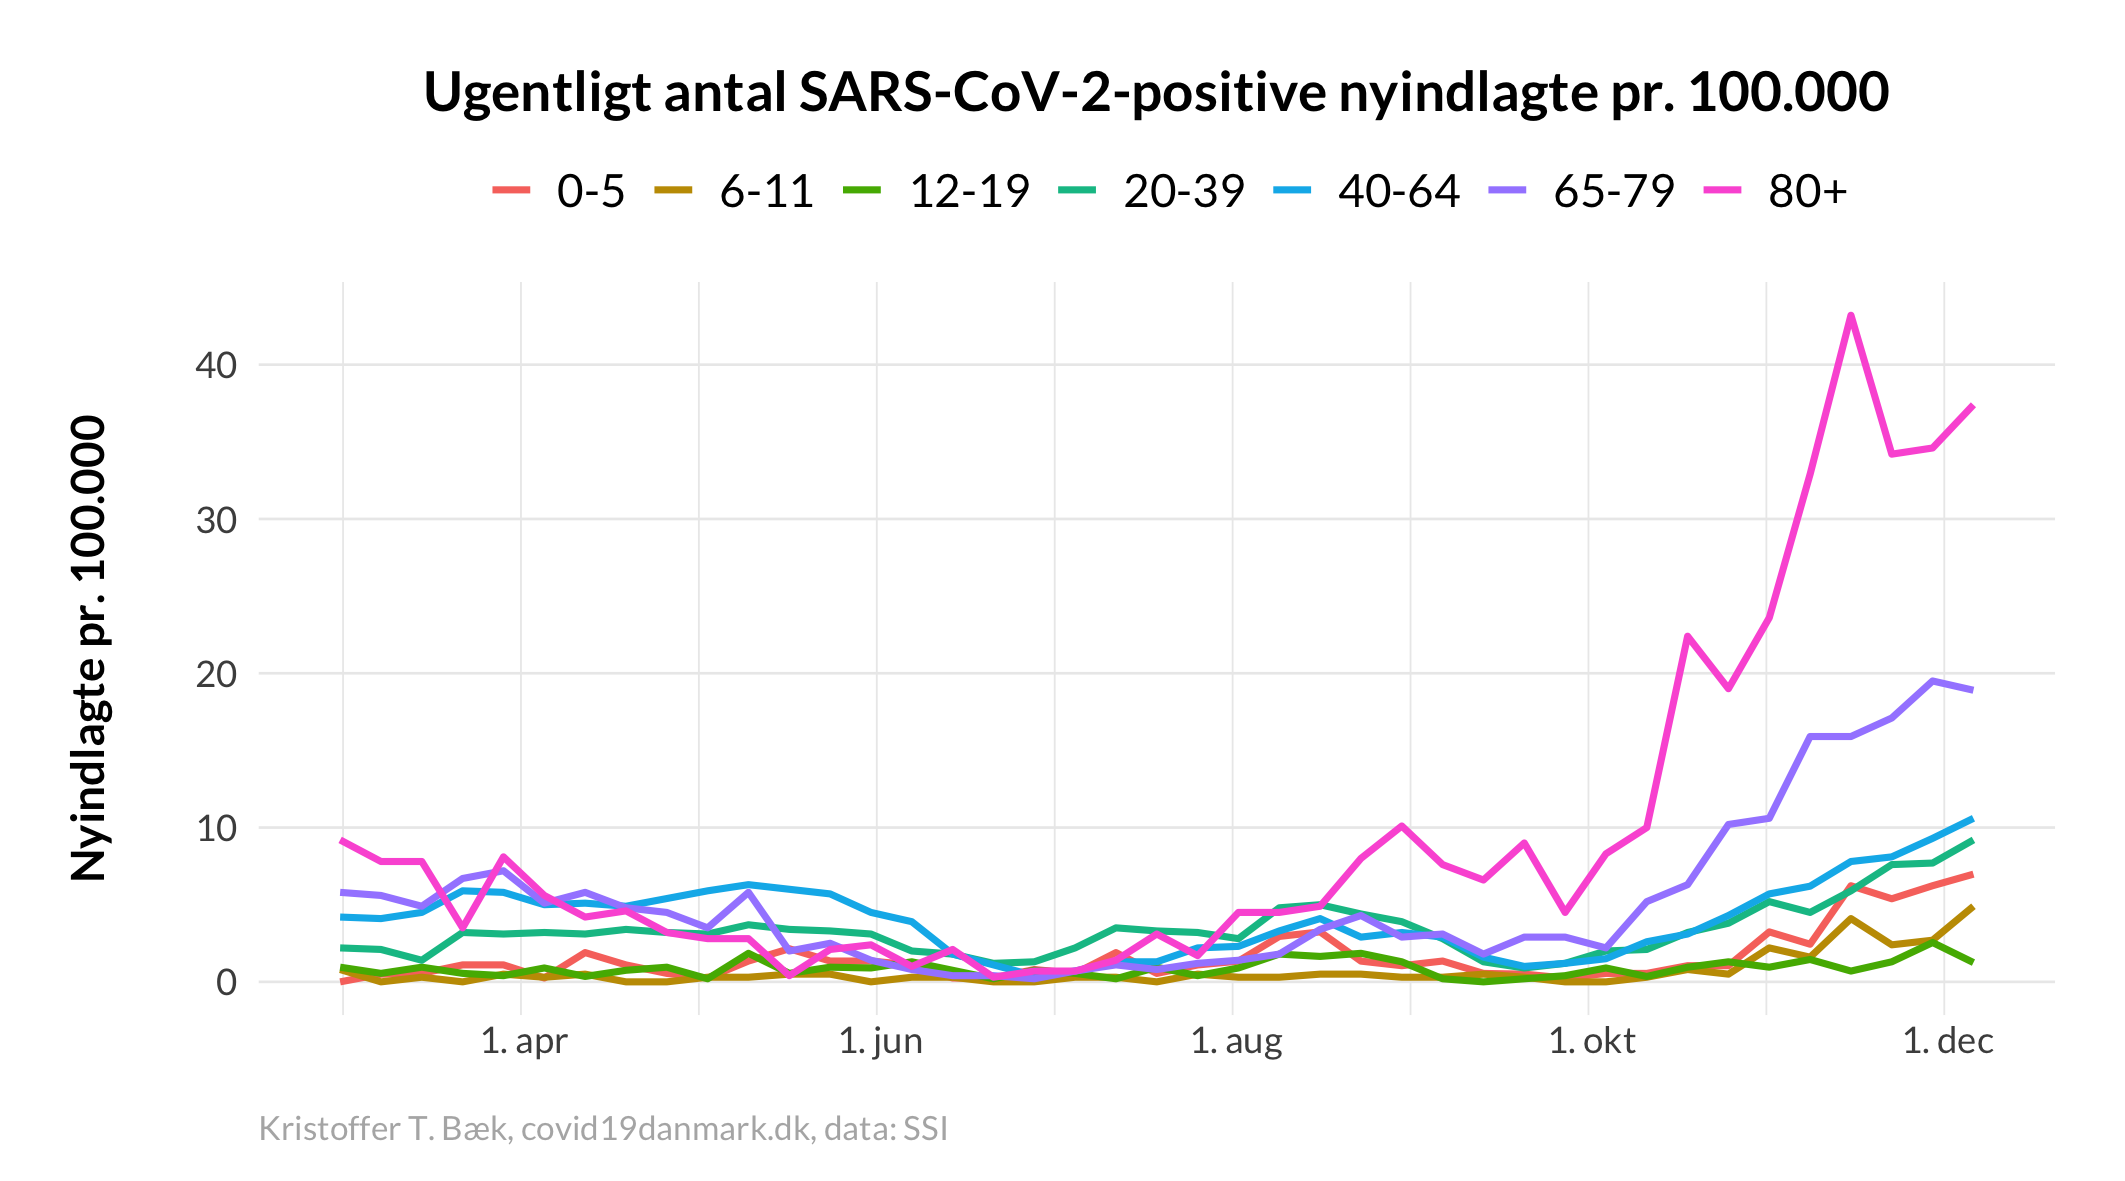 Ugentligt antal SARS-CoV-2-positive nyindlagte pr. 100.000
0-5 6-11 12-19 20-39 40-64 65-79 80+
Nyindlagte pr. 100.000
40
30
20
10
0
1. apr 1. jun 1. aug 1. okt 1. dec
Kristoffer T. Bæk, covid19danmark.dk, data: SSI